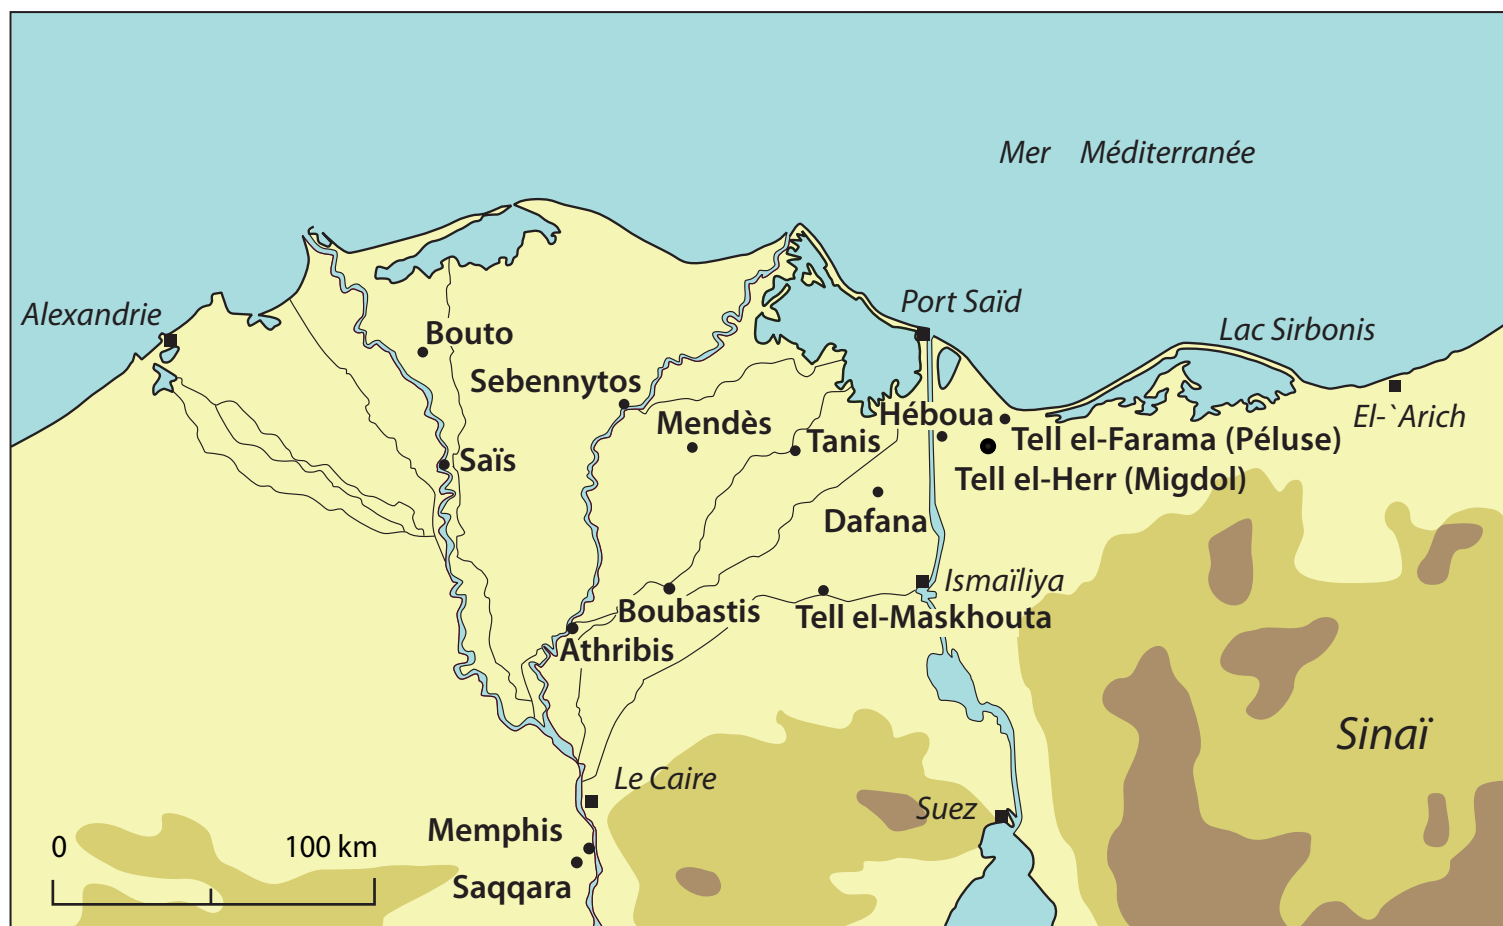 Mer Méditerranée
Port Saïd
Alexandrie
Lac Sirbonis
Bouto
Sebennytos
El-`Arich
Héboua
Mendès
Tanis
Tell el-Farama (Péluse)
Saïs
Tell el-Herr (Migdol)
Dafana
Ismaïliya
Boubastis
Tell el-Maskhouta
Athribis
Sinaï
Le Caire
Suez
Memphis
0 100 km
Saqqara